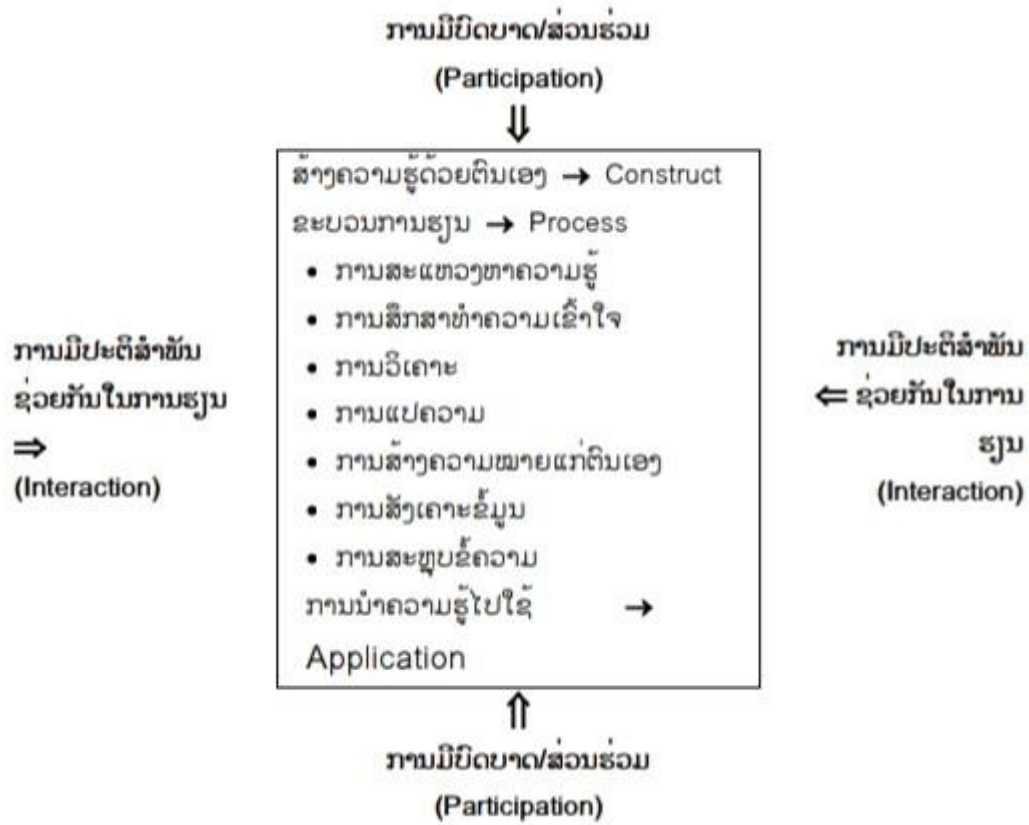 ການມີບົດບາດ/ສ່ວນຮ່ວມ
(Participation)
⇓
ສ້າງຄວາມຮູ້ດ້ວຍຕົນເອງ → Construct
ຂະບວນການຮຽນ → Process
• ການສະແຫວງຫາຄວາມຮູ້
• ການສຶກສາທຳຄວາມເຂົ້າໃຈ
• ການວິເຄາະ
• ການແປຄວາມ
• ການສ້າງຄວາມໝາຍແກ່ຕົນເອງ
• ການສັງເຄາະຂໍ້ມູນ
• ການສະຫຼຸບຂໍ້ຄວາມ
ການນຳຄວາມຮູ້ໄປໃຊ້ →
Application
ການມີປະຕິສຳພັນ
ຊ່ວຍກັນໃນການຮຽນ
⇒
(Interaction)
ການມີປະຕິສຳພັນ
⇐ ຊ່ວຍກັນໃນການ
ຮຽນ
(Interaction)
⇑
ການມີບົດບາດ/ສ່ວນຮ່ວມ
(Participation)